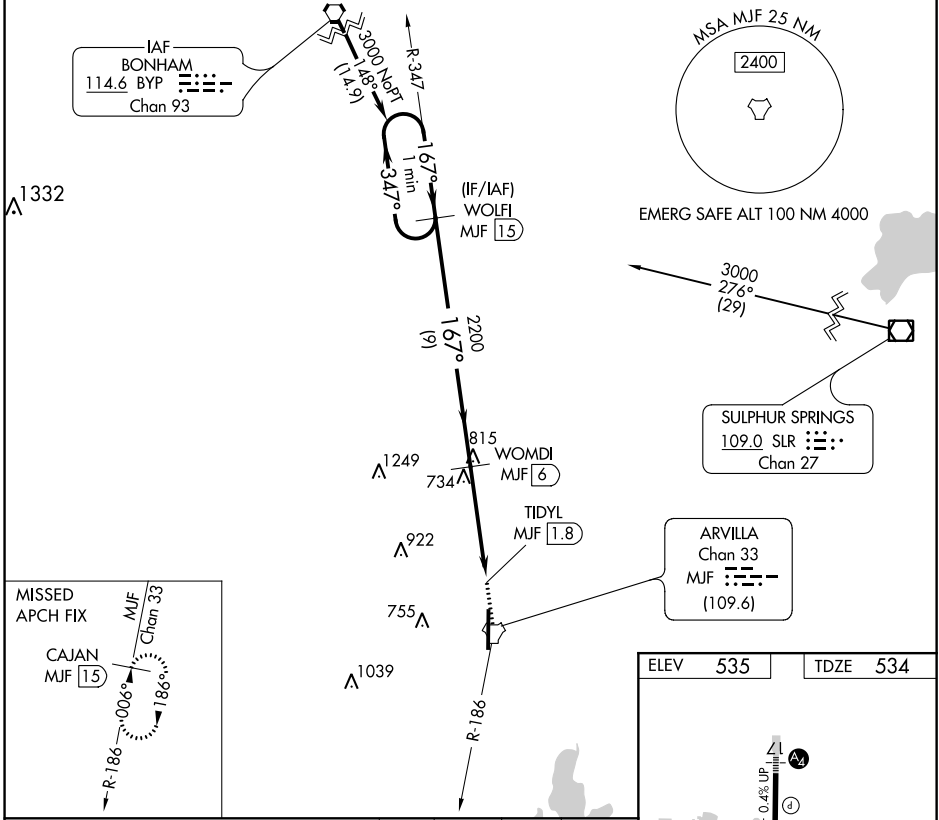 IAF
BONHAM
114.6 BYP
Chan 93
3000 NoPT
148°
(14.9)
R-347
167°
1 min
347°
(IF/IAF)
WOLFI
MJF 15
MSA MJF 25 NM
2400
EMERG SAFE ALT 100 NM 4000
1332
3000
276°
(29)
SULPHUR SPRINGS
109.0 SLR
Chan 27
2200
167°
(9)
815
WOMDI
MJF 6
1249
734
TIDYL
MJF 1.8
922
ARVILLA
Chan 33
MJF
(109.6)
755
1039
R-186
MISSED
APCH FIX
MJF
Chan 33
CAJAN
MJF 15
006°
186°
R-186
ELEV 535
TDZE 534
17
A4
0.4% UP
P